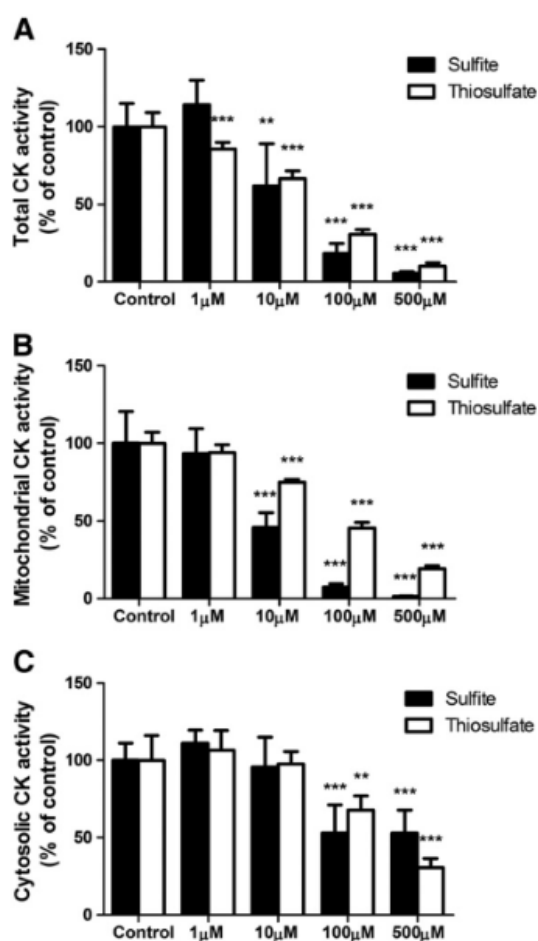 A
Total CK activity
(% of control)
150
100
50
0
Sulfite
Thiosulfate
***
**
***
***
***
***
***
Control
1μM
10μM
100μM
500μM
B
Mitochondrial CK activity
(% of control)
150
100
50
0
Sulfite
Thiosulfate
***
***
***
***
***
***
Control
1μM
10μM
100μM
500μM
C
Cytosolic CK activity
(% of control)
150
100
50
0
Sulfite
Thiosulfate
***
**
***
***
Control
1μM
10μM
100μM
500μM